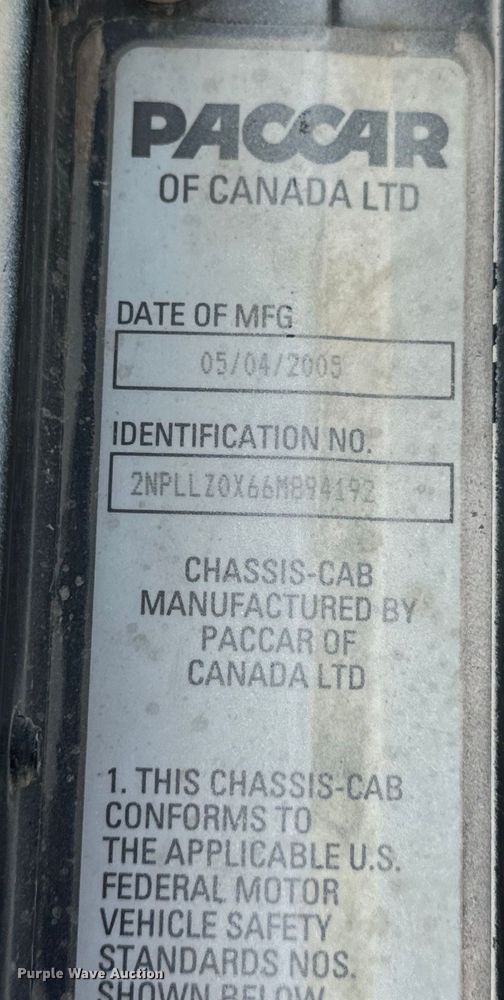 PACCAR
OF CANADA LTD
DATE OF MFG
05/04/2005
IDENTIFICATION NO.
2NPLLZ0X66M894192
CHASSIS-CAB
MANUFACTURED BY
PACCAR OF
CANADA LTD
1. THIS CHASSIS-CAB
CONFORMS TO
THE APPLICABLE U.S.
FEDERAL MOTOR
VEHICLE SAFETY
STANDARDS NOS.
SHOWN BELOW
Purple Wave Auction